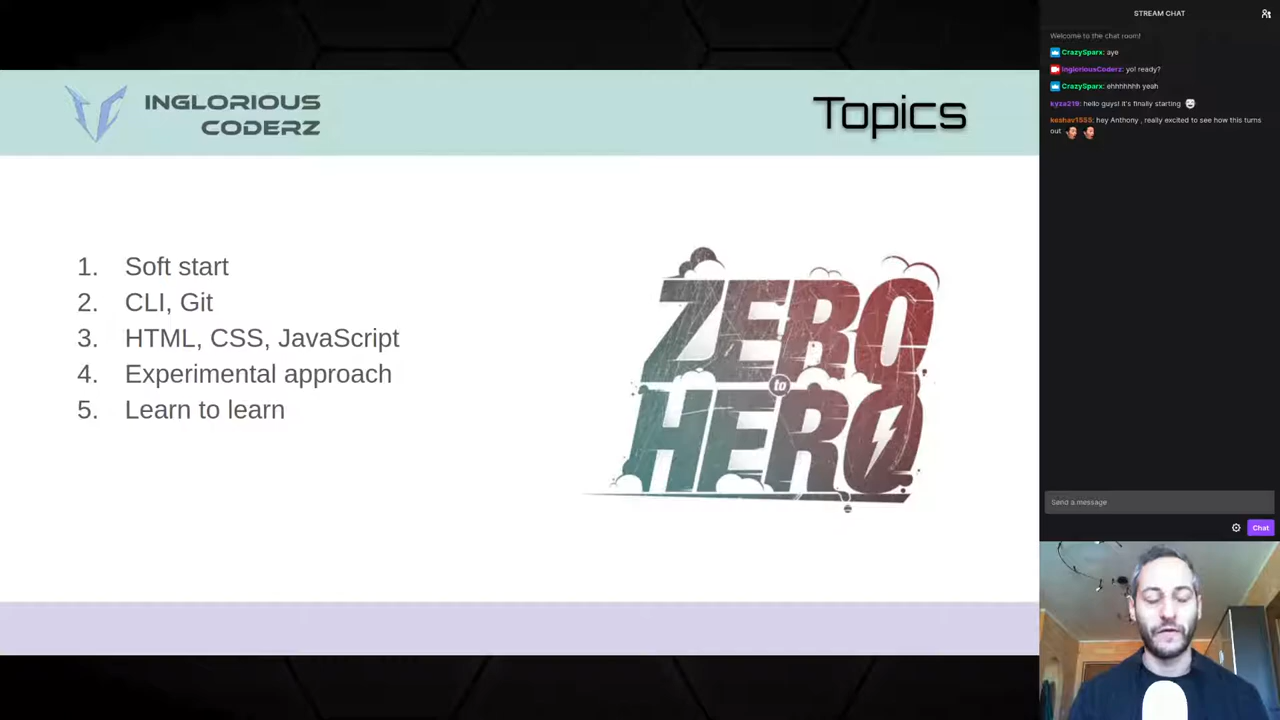 INGLORIOUS
CODERZ
Topics
1. Soft start
2. CLI, Git
3. HTML, CSS, JavaScript
4. Experimental approach
5. Learn to learn
ZERO
to
HERO
STREAM CHAT
Welcome to the chat room!
CrazySparx: aye
IngloriousCoderz: yo! ready?
CrazySparx: ehhhhhhh yeah
kyza219: hello guys! it's finally starting
keshav1555: hey Anthony , really excited to see how this turns
out
Send a message
Chat